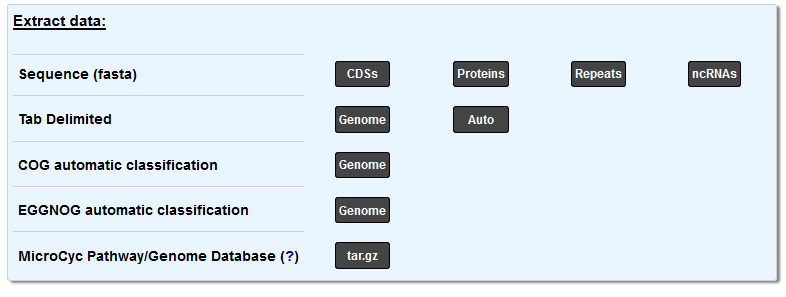 Extract data:
Sequence (fasta) CDSs Proteins Repeats ncRNAs
Tab Delimited Genome Auto
COG automatic classification Genome
EGGNOG automatic classification Genome
MicroCyc Pathway/Genome Database (?) tar.gz